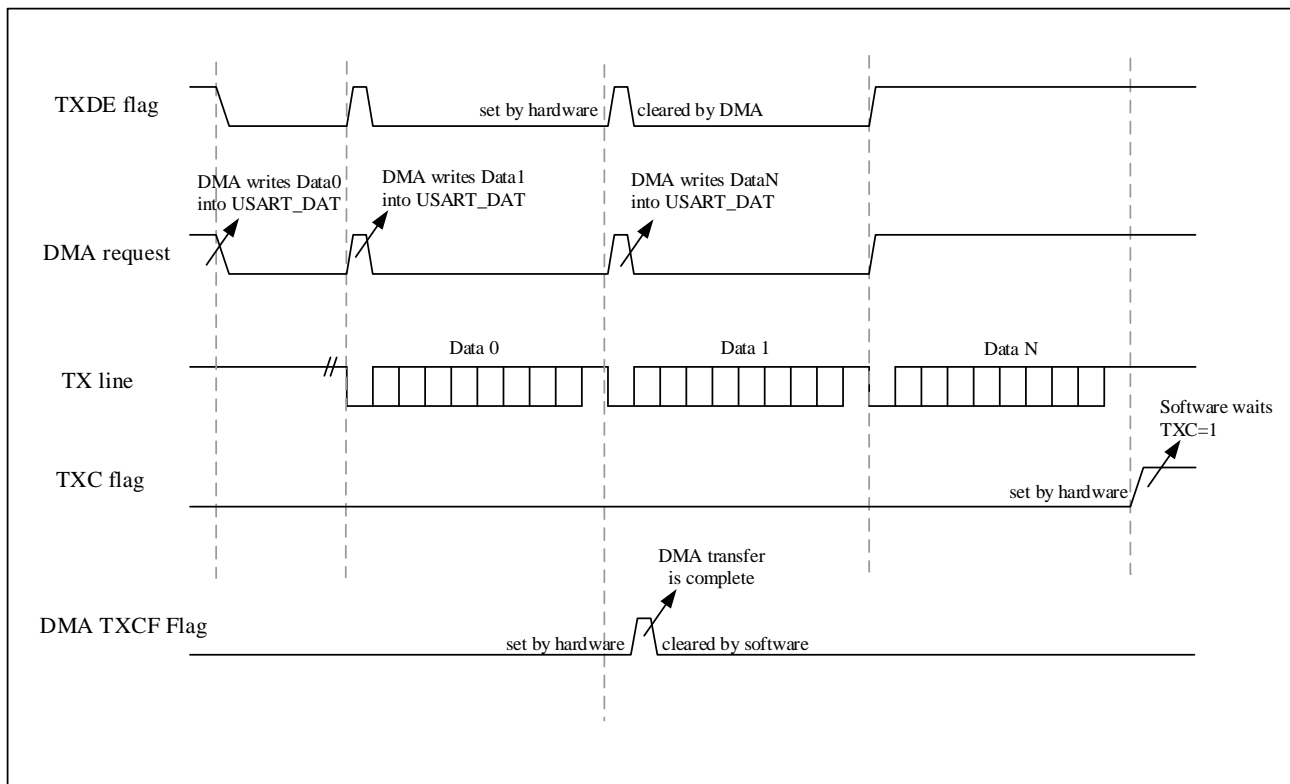 TXDE flag
set by hardware
cleared by DMA
DMA writes Data0
into USART_DAT
DMA writes Data1
into USART_DAT
DMA writes DataN
into USART_DAT
DMA request
Data 0
Data 1
Data N
TX line
Software waits
TXC=1
TXC flag
set by hardware
DMA transfer
is complete
DMA TXCF Flag
set by hardware
cleared by software